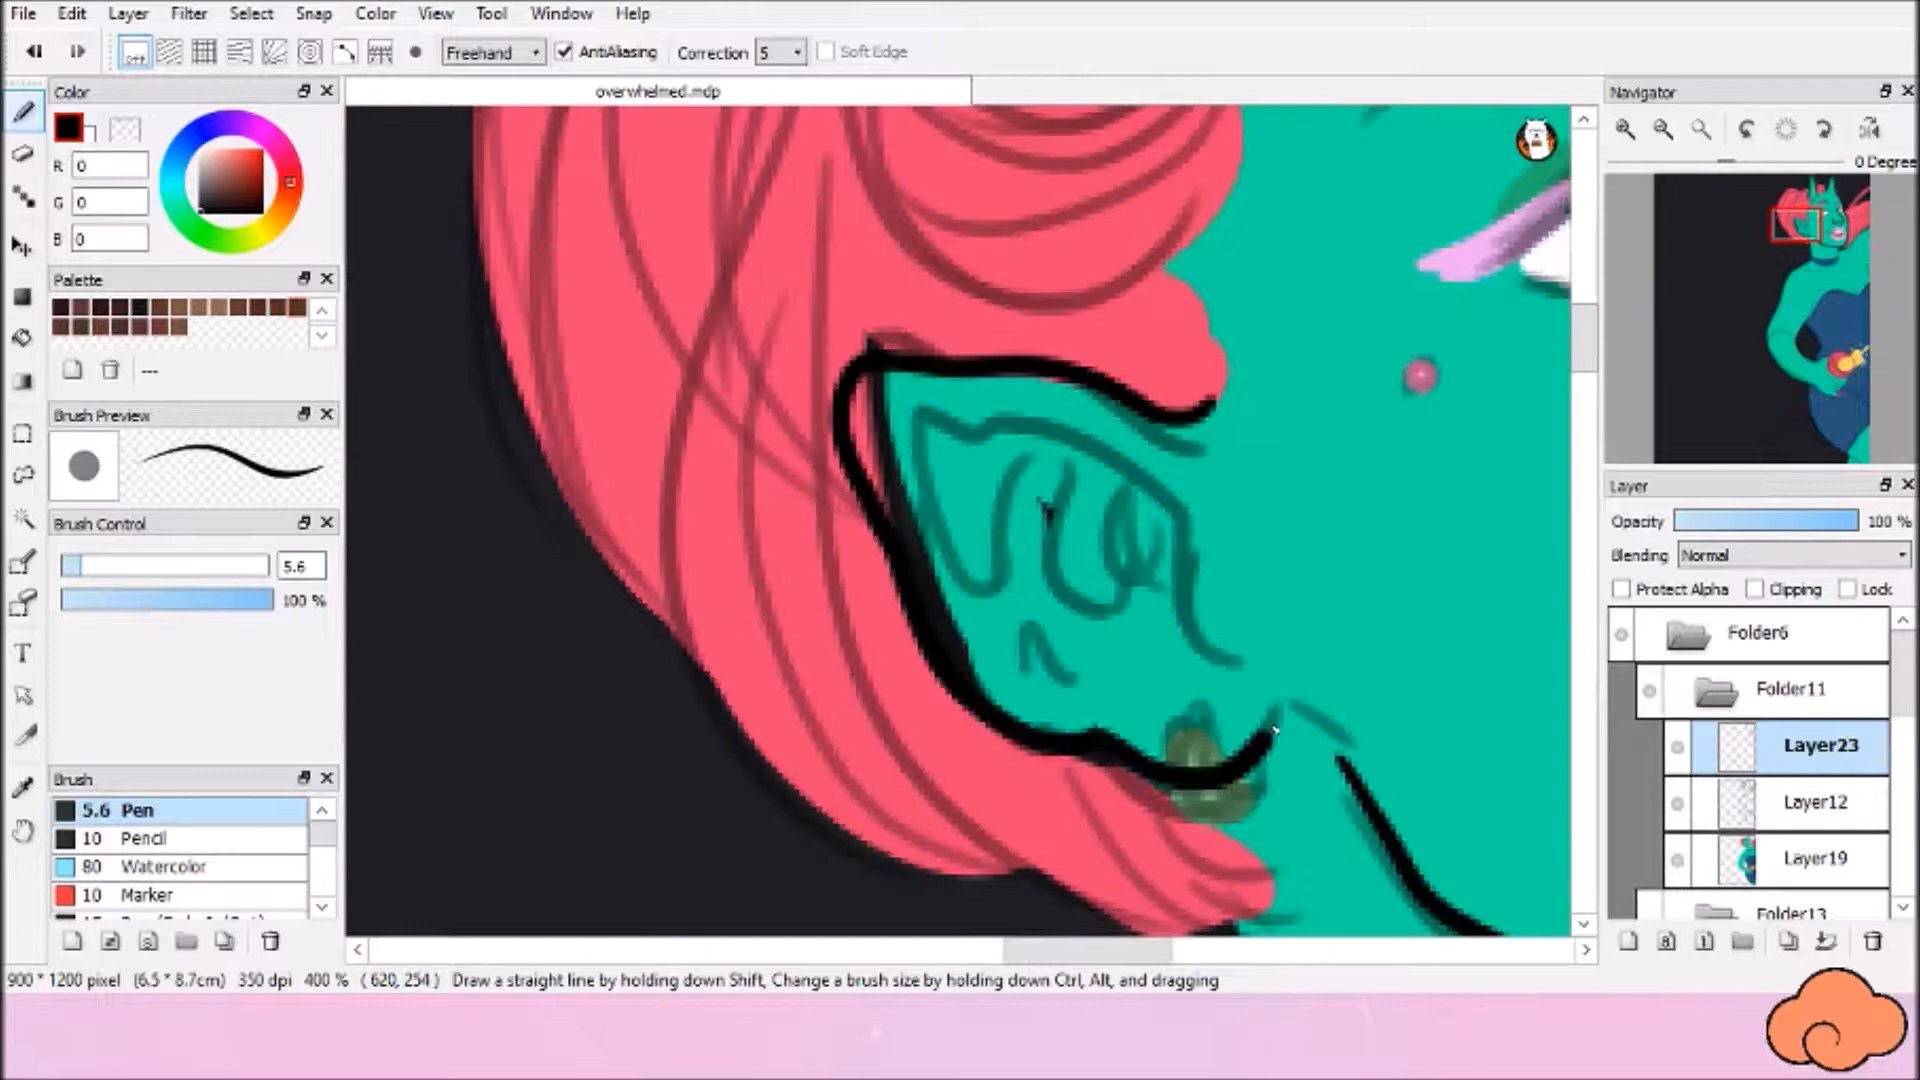 File Edit Layer Filter Select Snap Color View Tool Window Help
off Freehand AntiAliasing Correction 5 Soft Edge
Color
overwhelmed.mdp
Navigator
R 0
G 0
B 0
0 Degree
Palette
---
Brush Preview
Brush Control
5.6
100 %
Layer
Opacity 100 %
Blending Normal
Protect Alpha Clipping Lock
Folder6
Folder11
Layer23
Layer12
Layer19
Folder13
T
Brush
5.6 Pen
10 Pencil
80 Watercolor
10 Marker
8 1
900 * 1200 pixel (6.5 * 8.7cm) 350 dpi 400 % ( 620, 254 ) Draw a straight line by holding down Shift, Change a brush size by holding down Ctrl, Alt, and dragging